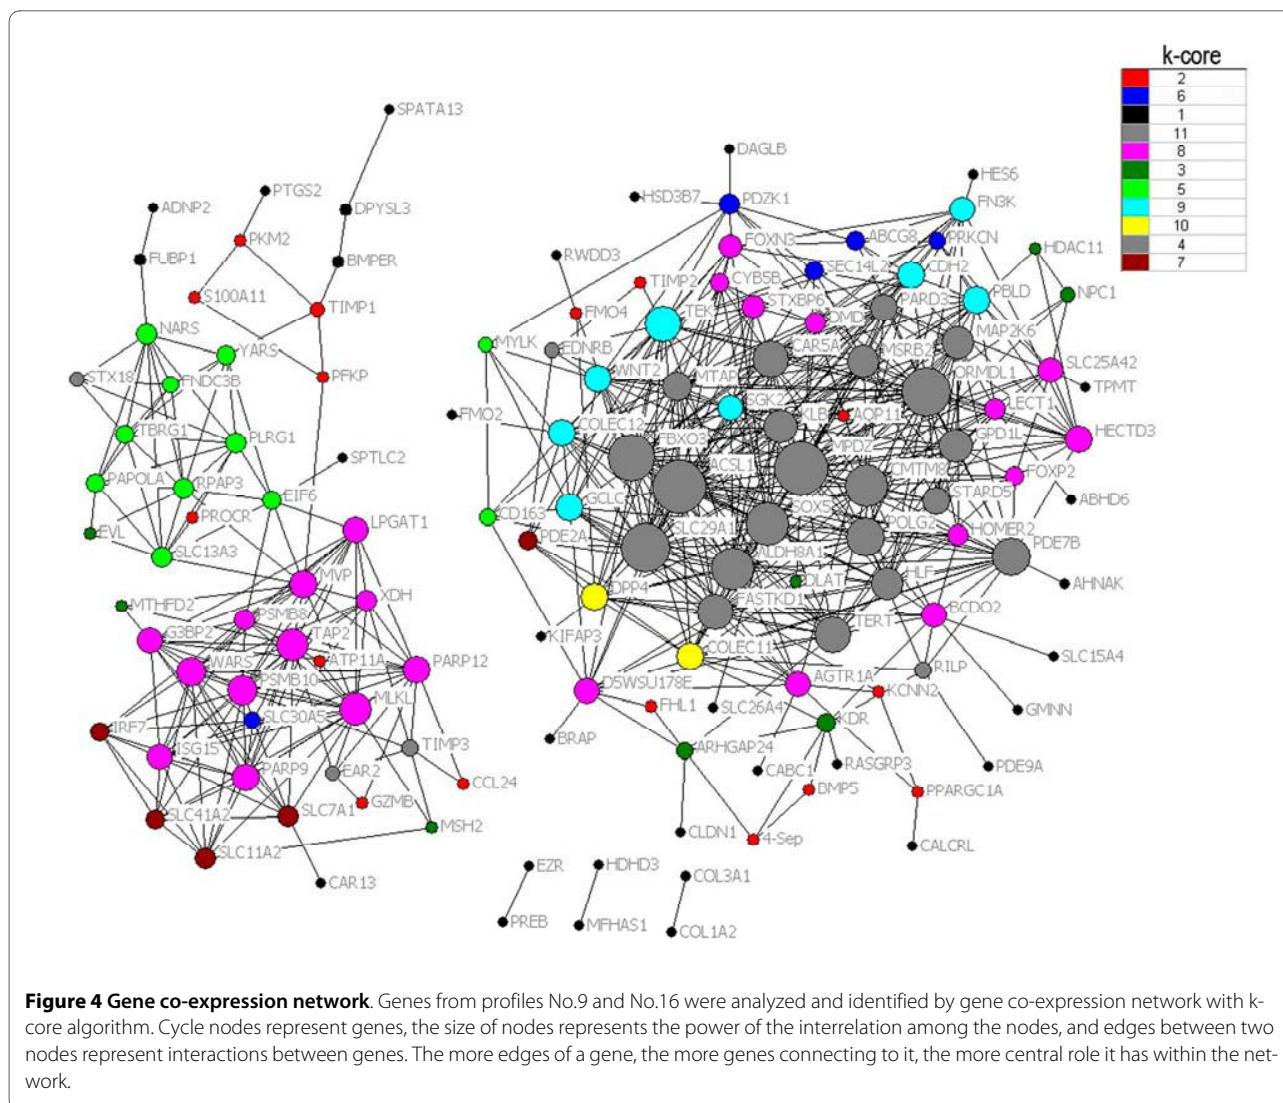 k-core
2
6
1
11
8
3
5
9
10
4
7
SPATA13
PTGS2
ADNP2
DPYSL3
PKM2
FUBP1
BMPER
S100A11
TIMP1
NARS
YARS
STX18
FNDC3B
PFKP
TBRG1
PLRG1
SPTLC2
PAPOLA
RPAP3
EIF6
PROCR
EVL
LPGAT1
SLC13A3
MVP
MTHFD2
XDH
PSMB8
G3BP2
TAP2
ATP11A
PARP12
WARS
PSMB10
MLKL
SLC30A5
IRF7
TIMP3
ISG15
PARP9
EAR2
CCL24
GZMB
SLC41A2
SLC7A1
MSH2
SLC11A2
CAR13
DAGLB
HES6
HSD3B7
PDZK1
FN3K
FOXN3
ABCG8
PRKCN
HDAC11
RWDD3
SEC14L2
CDH2
TIMP2
CYB5B
NPC1
STXBP6
PBLD
FMO4
TEK
DMD
PARD3
MYLK
EDNRB
CAR5A
MSRB2
MAP2K6
WNT2
MTAP
ORMDL1
SLC25A42
TPMT
FMO2
SGK2
KLB
AQP11
LECT1
COLEC12
FBXO3
MPDZ
GPD1L
HECTD3
ACSL1
CMTM8
FOXP2
GCLC
STARD5
ABHD6
CD163
SOX5
POLG2
HOMER2
PDE2A
SLC29A1
PDE7B
ALDH8A1
DLAT
HLF
AHNAK
DPP4
FASTKD1
BCDO2
KIFAP3
TERT
COLEC11
SLC15A4
RILP
D5WSU178E
AGTR1A
KCNN2
FHL1
SLC26A4
GMNN
KDR
BRAP
ARHGAP24
CABC1
RASGRP3
PDE9A
BMP5
PPARGC1A
CLDN1
4-Sep
CALCRL
EZR
HDHD3
COL3A1
PREB
MFHAS1
COL1A2
Figure 4 Gene co-expression network. Genes from profiles No.9 and No.16 were analyzed and identified by gene co-expression network with k-
core algorithm. Cycle nodes represent genes, the size of nodes represents the power of the interrelation among the nodes, and edges between two
nodes represent interactions between genes. The more edges of a gene, the more genes connecting to it, the more central role it has within the net-
work.